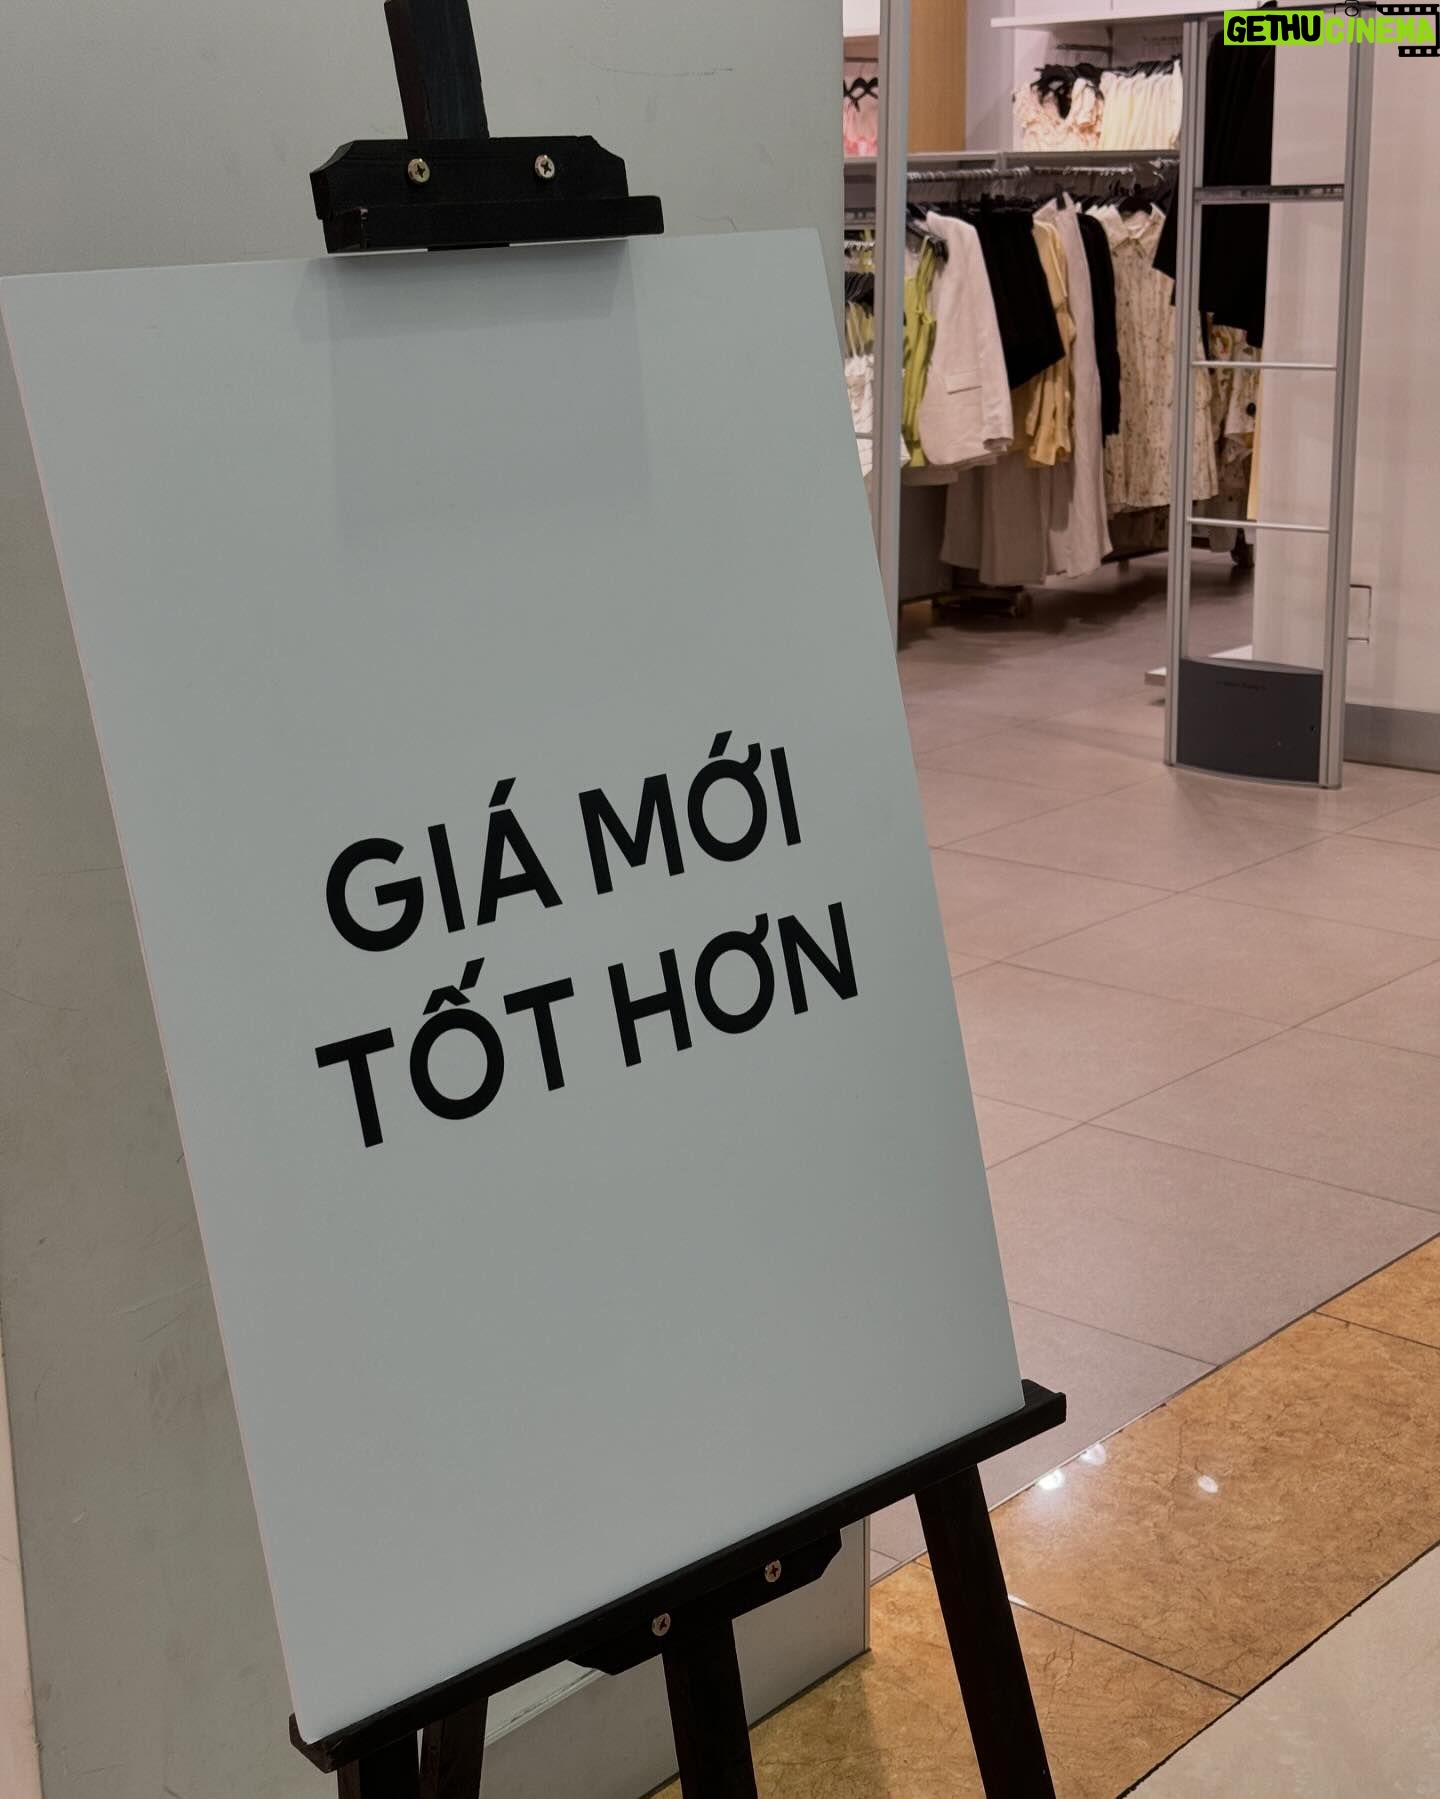 GETHUCINEMA
GIÁ MỚI
TỐT HƠN